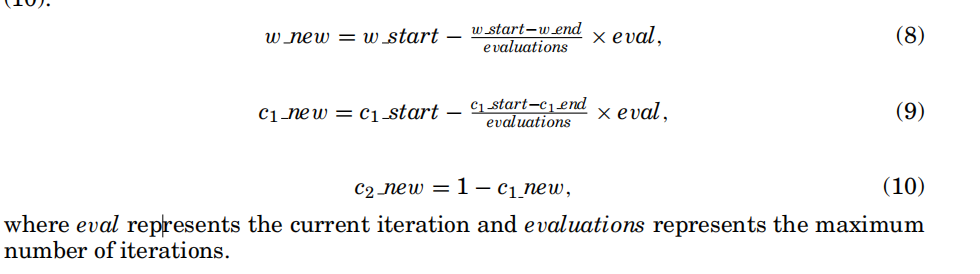 (10).
w_new = w_start − w_start−w_end/evaluations × eval, (8)
c₁_new = c₁_start − c₁_start−c₁_end/evaluations × eval, (9)
c₂_new = 1 − c₁_new, (10)
where eval represents the current iteration and evaluations represents the maximum
number of iterations.